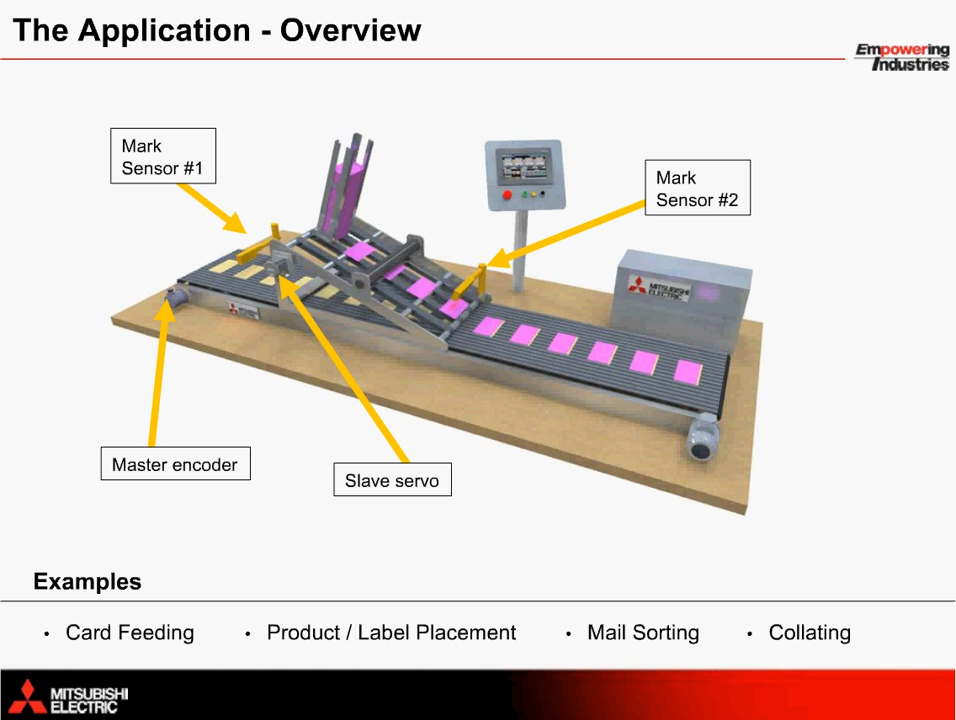 The Application - Overview
Empowering
Industries
Mark
Sensor #1
Mark
Sensor #2
MITSUBISHI
ELECTRIC
Master encoder
Slave servo
Examples
• Card Feeding • Product / Label Placement • Mail Sorting • Collating
MITSUBISHI
ELECTRIC